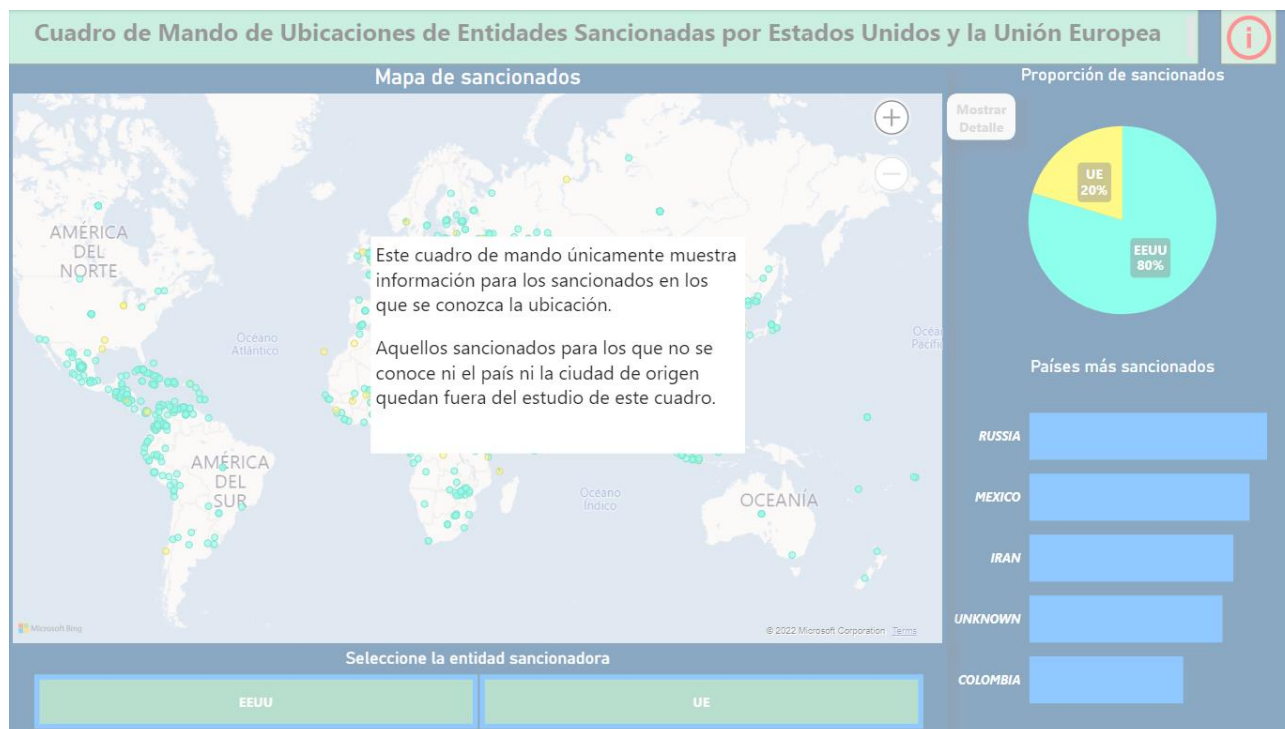 Cuadro de Mando de Ubicaciones de Entidades Sancionadas por Estados Unidos y la Unión Europea
i
Mapa de sancionados
Proporción de sancionados
Mostrar
Detalle
UE
20%
EEUU
80%
AMÉRICA
DEL
NORTE
Océano
Atlántico
Este cuadro de mando únicamente muestra
información para los sancionados en los
que se conozca la ubicación.
Aquellos sancionados para los que no se
conoce ni el país ni la ciudad de origen
quedan fuera del estudio de este cuadro.
AMÉRICA
DEL
SUR
Océano
Índico
OCEANÍA
Microsoft Bing
© 2022 Microsoft Corporation Terms
Países más sancionados
RUSSIA
MEXICO
IRAN
UNKNOWN
COLOMBIA
Seleccione la entidad sancionadora
EEUU
UE